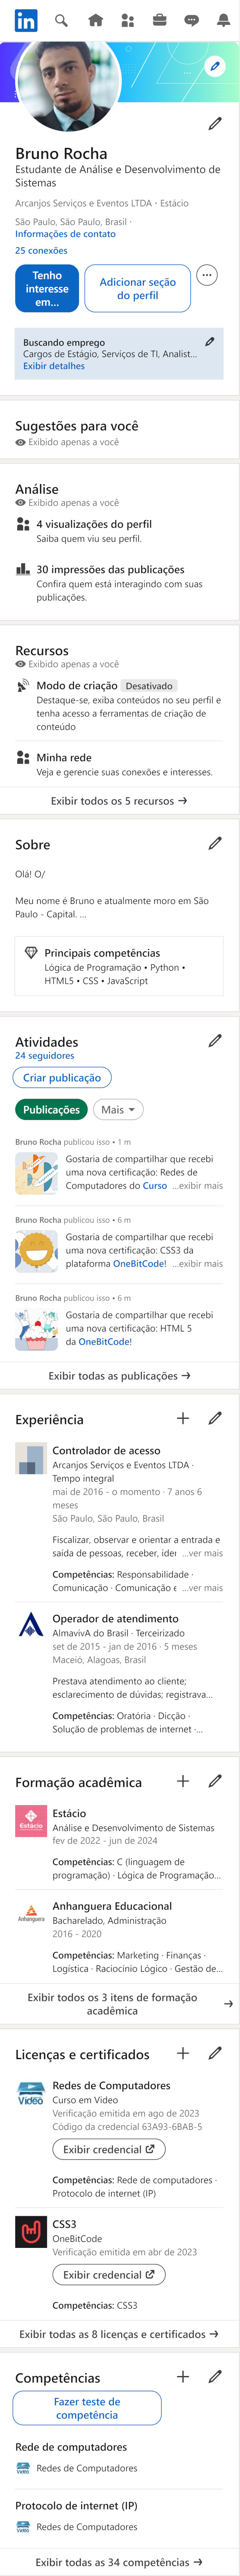 in
Bruno Rocha
Estudante de Análise e Desenvolvimento de
Sistemas
Arcanjos Serviços e Eventos LTDA · Estácio
São Paulo, São Paulo, Brasil ·
Informações de contato
25 conexões
Tenho
interesse
em...
Adicionar seção
do perfil
Buscando emprego
Cargos de Estágio, Serviços de TI, Analist...
Exibir detalhes
Sugestões para você
Exibido apenas a você
Análise
Exibido apenas a você
4 visualizações do perfil
Saiba quem viu seu perfil.
30 impressões das publicações
Confira quem está interagindo com suas
publicações.
Recursos
Exibido apenas a você
Modo de criação Desativado
Destaque-se, exiba conteúdos no seu perfil e
tenha acesso a ferramentas de criação de
conteúdo
Minha rede
Veja e gerencie suas conexões e interesses.
Exibir todos os 5 recursos →
Sobre
Olá! O/
Meu nome é Bruno e atualmente moro em São
Paulo - Capital. ...
Principais competências
Lógica de Programação • Python •
HTML5 • CSS • JavaScript
Atividades
24 seguidores
Criar publicação
Publicações
Mais
Bruno Rocha publicou isso • 1 m
Gostaria de compartilhar que recebi
uma nova certificação: Redes de
Computadores do Curso ...exibir mais
Bruno Rocha publicou isso • 6 m
Gostaria de compartilhar que recebi
uma nova certificação: CSS3 da
plataforma OneBitCode! ...exibir mais
Bruno Rocha publicou isso • 6 m
Gostaria de compartilhar que recebi
uma nova certificação: HTML 5
da OneBitCode!
Exibir todas as publicações →
Experiência
Controlador de acesso
Arcanjos Serviços e Eventos LTDA ·
Tempo integral
mai de 2016 - o momento · 7 anos 6
meses
São Paulo, São Paulo, Brasil
Fiscalizar, observar e orientar a entrada e
saída de pessoas, receber, ider ...ver mais
Competências: Responsabilidade ·
Comunicação · Comunicação e ...ver mais
Operador de atendimento
AlmavivA do Brasil · Terceirizado
set de 2015 - jan de 2016 · 5 meses
Maceió, Alagoas, Brasil
Prestava atendimento ao cliente;
esclarecimento de dúvidas; registrava...
Competências: Oratória · Dicção ·
Solução de problemas de internet ·...
Formação acadêmica
Estácio
Estácio
Análise e Desenvolvimento de Sistemas
fev de 2022 - jun de 2024
Competências: C (linguagem de
programação) · Lógica de Programação...
Anhanguera
Anhanguera Educacional
Bacharelado, Administração
2016 - 2020
Competências: Marketing · Finanças ·
Logística · Raciocínio Lógico · Gestão de...
Exibir todos os 3 itens de formação
acadêmica →
Licenças e certificados
Vídeo
Redes de Computadores
Curso em Video
Verificação emitida em ago de 2023
Código da credencial 63A93-6BAB-5
Exibir credencial
Competências: Rede de computadores ·
Protocolo de internet (IP)
CSS3
OneBitCode
Verificação emitida em abr de 2023
Exibir credencial
Competências: CSS3
Exibir todas as 8 licenças e certificados →
Competências
Fazer teste de
competência
Rede de computadores
Redes de Computadores
Protocolo de internet (IP)
Redes de Computadores
Exibir todas as 34 competências →